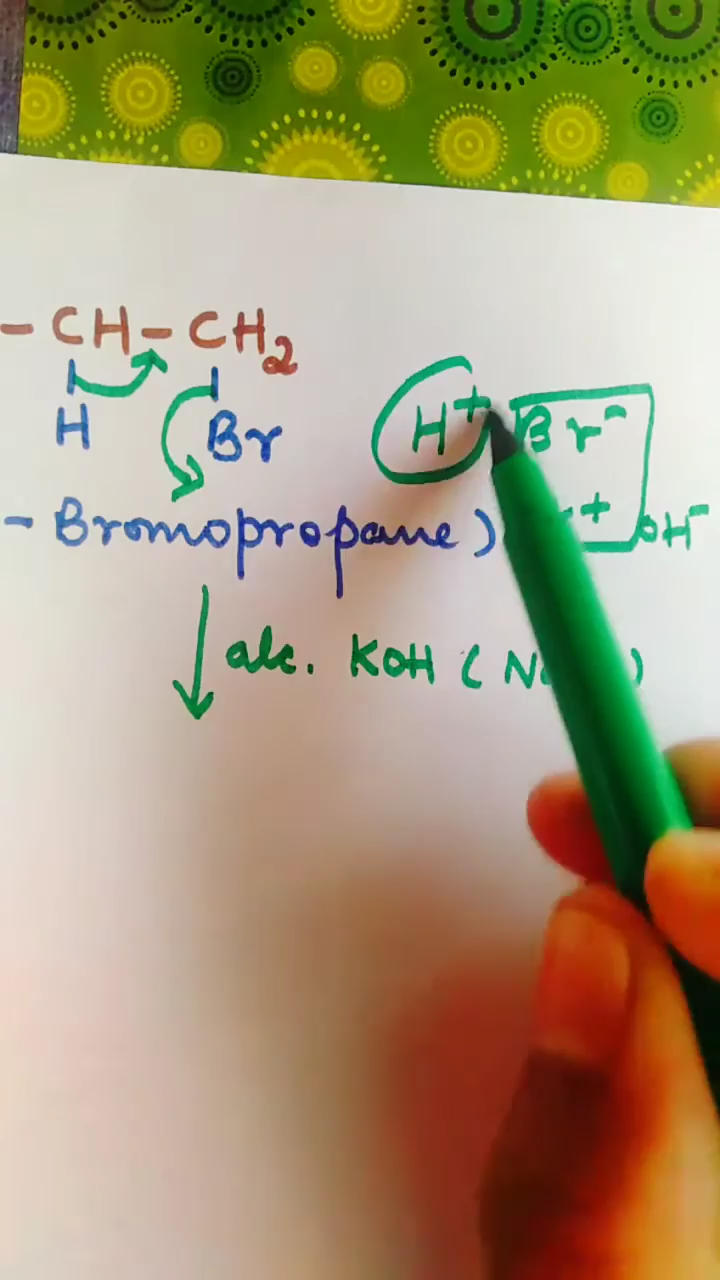 - CH - CH2
H Br H+ Br-
- Bromopropane) + OH-
alc. KOH ( N )